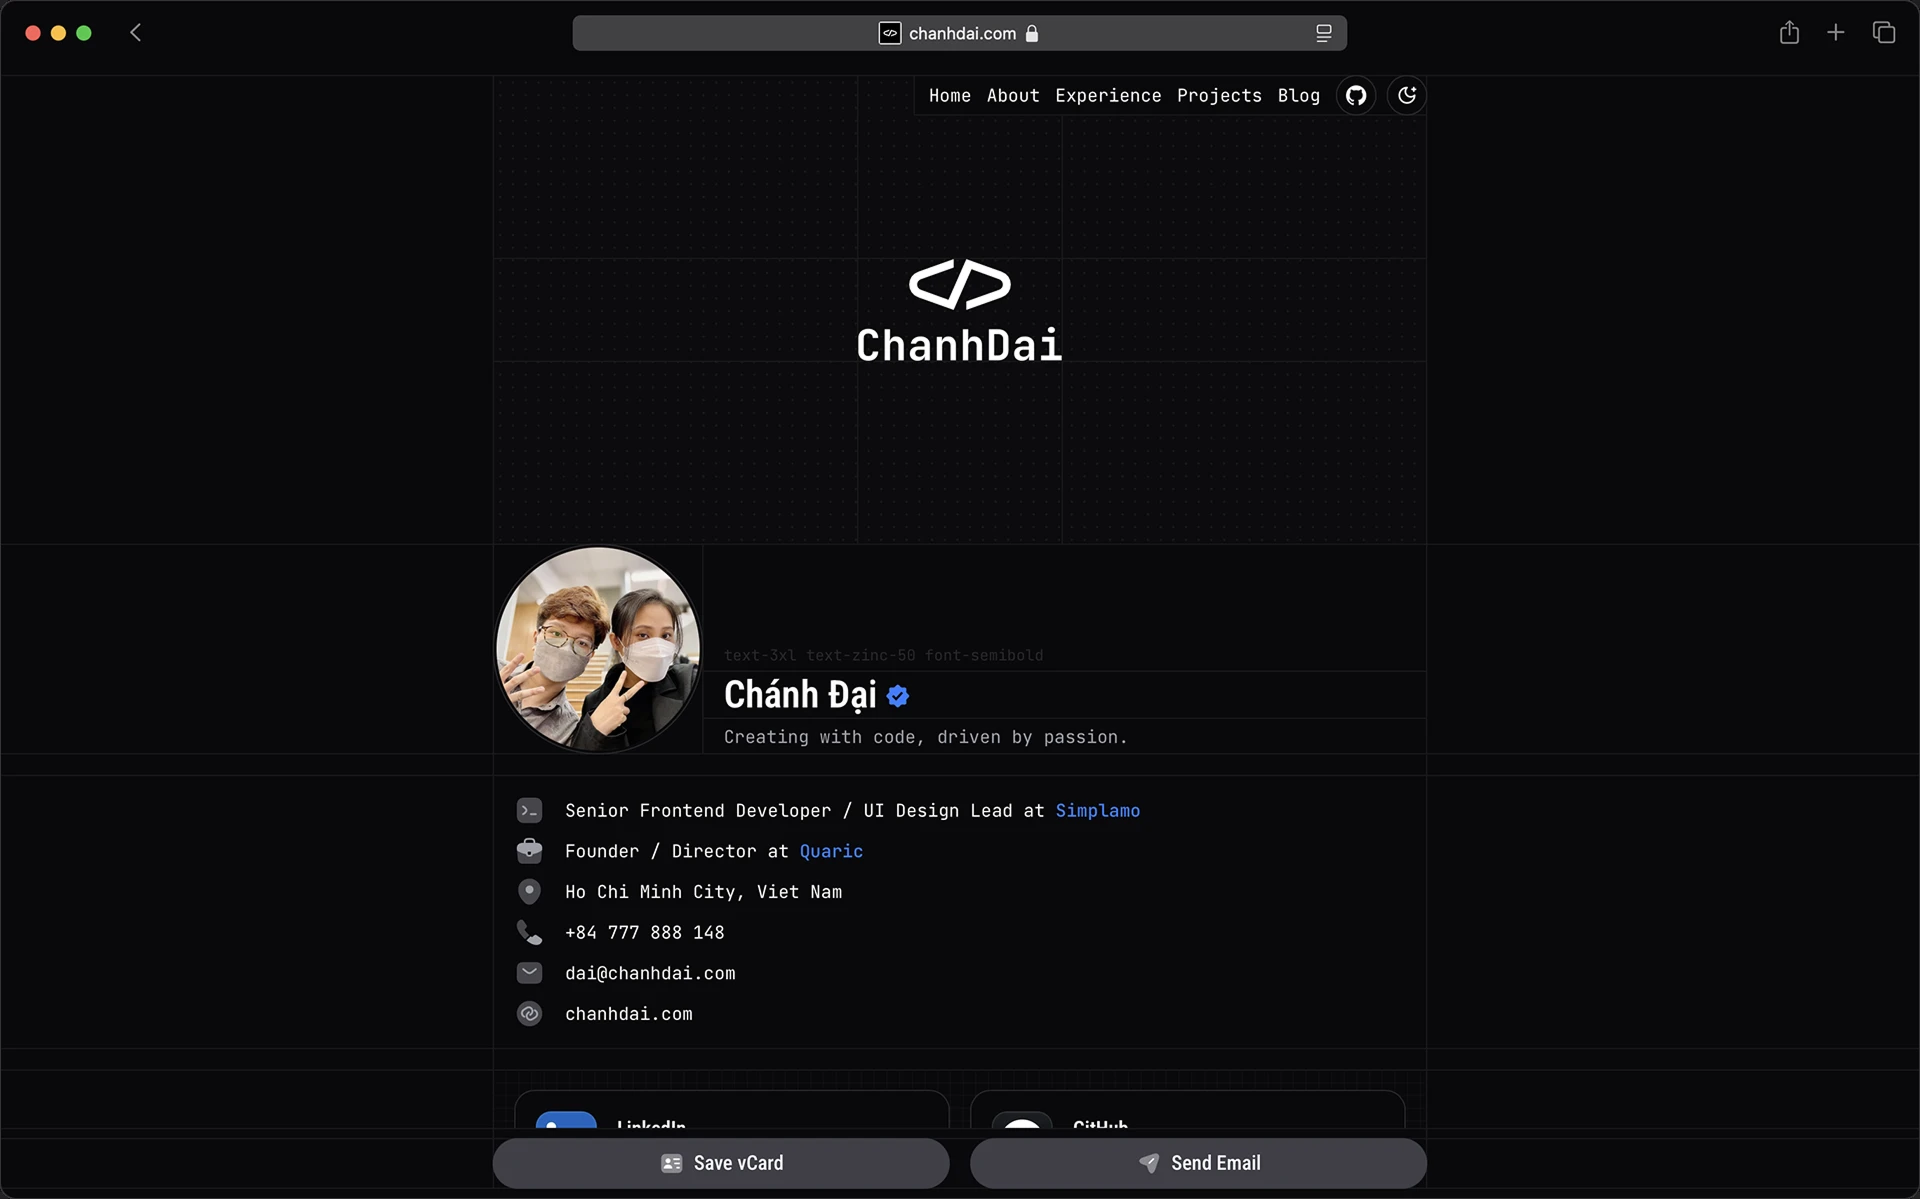 chanhdai.com
Home About Experience Projects Blog
ChanhDai
text-3xl text-zinc-50 font-semibold
Chánh Đại
Creating with code, driven by passion.
Senior Frontend Developer / UI Design Lead at Simplamo
Founder / Director at Quaric
Ho Chi Minh City, Viet Nam
+84 777 888 148
dai@chanhdai.com
chanhdai.com
LinkedIn GitHub
Save vCard Send Email